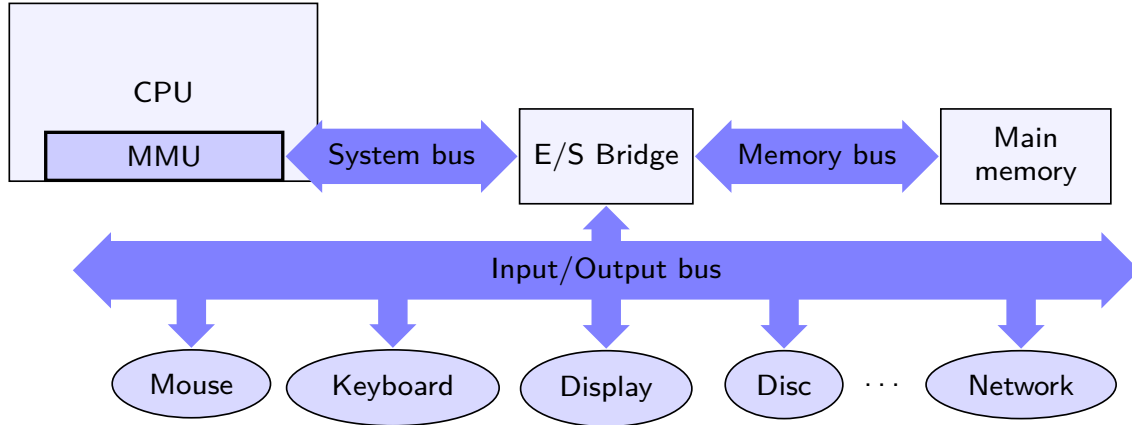 CPU
MMU
System bus
E/S Bridge
Memory bus
Main
memory
Input/Output bus
Mouse
Keyboard
Display
Disc
· · ·
Network